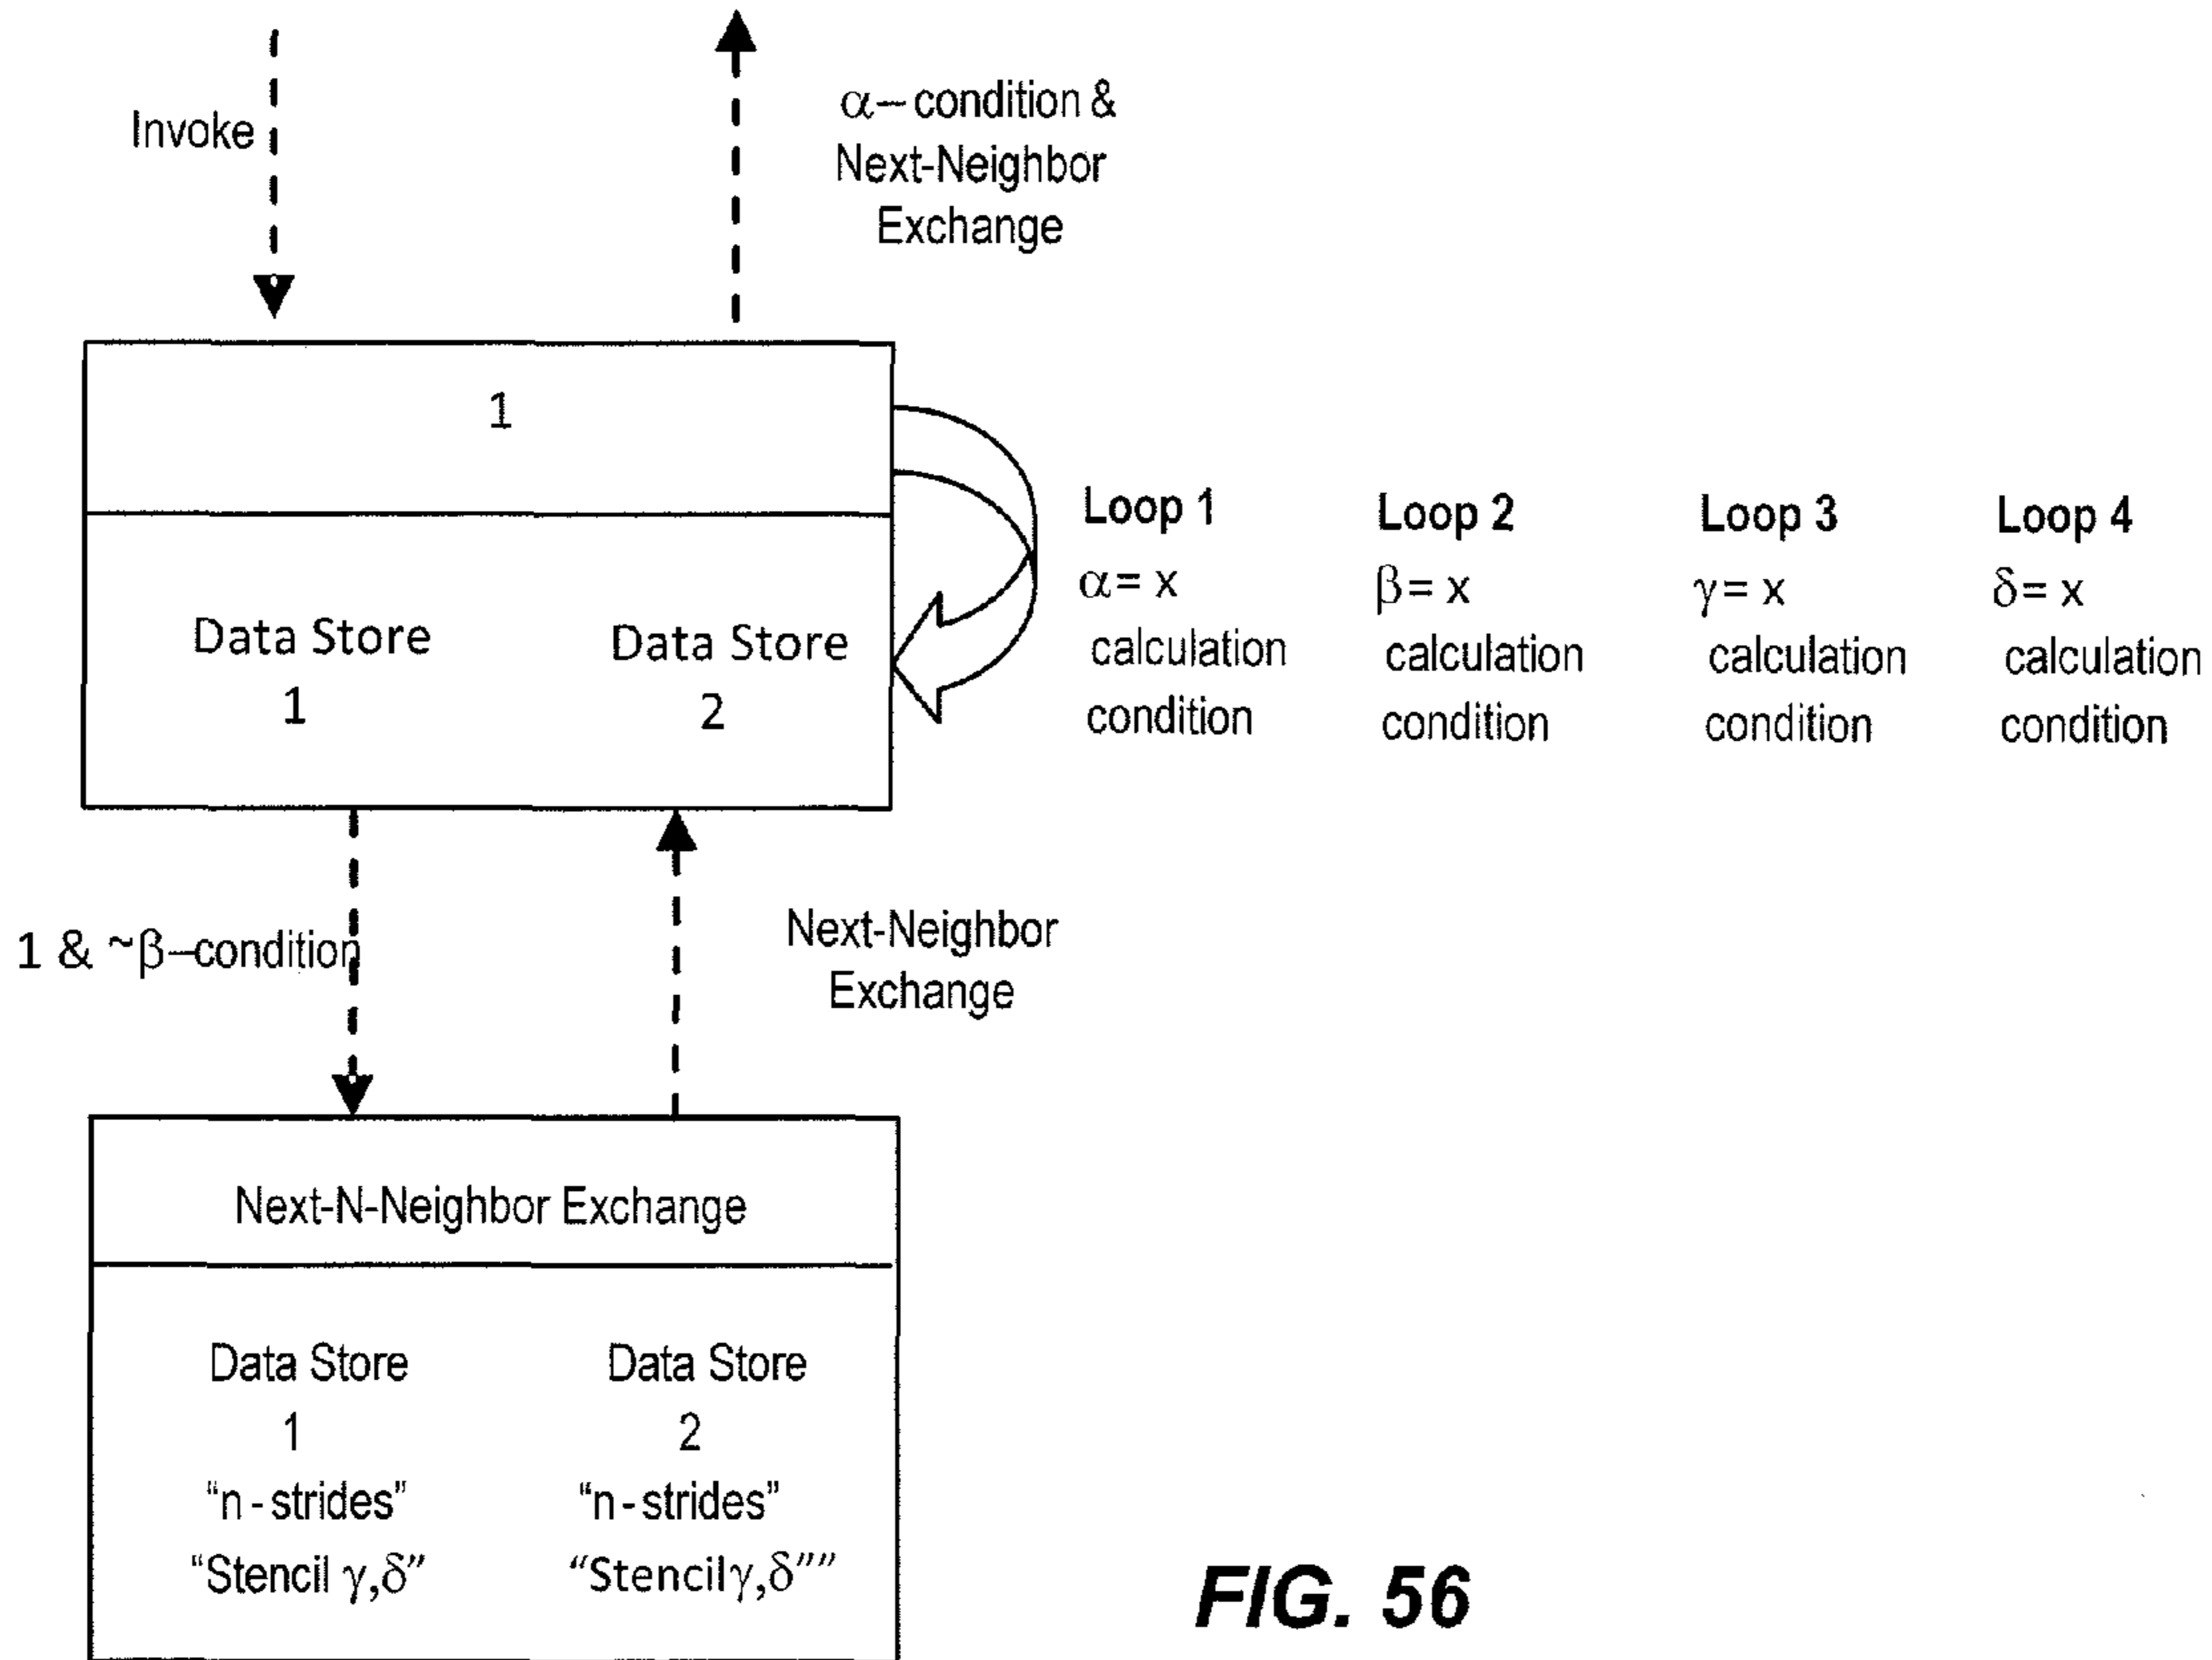 Invoke
α–condition &
Next-Neighbor
Exchange
1
Data Store
1
Data Store
2
Loop 1
α= x
calculation
condition
Loop 2
β= x
calculation
condition
Loop 3
γ= x
calculation
condition
Loop 4
δ= x
calculation
condition
1 & ~β–condition
Next-Neighbor
Exchange
Next-N-Neighbor Exchange
Data Store
1
“n-strides”
“Stencil γ,δ”
Data Store
2
“n-strides”
“Stencilγ,δ””
FIG. 56